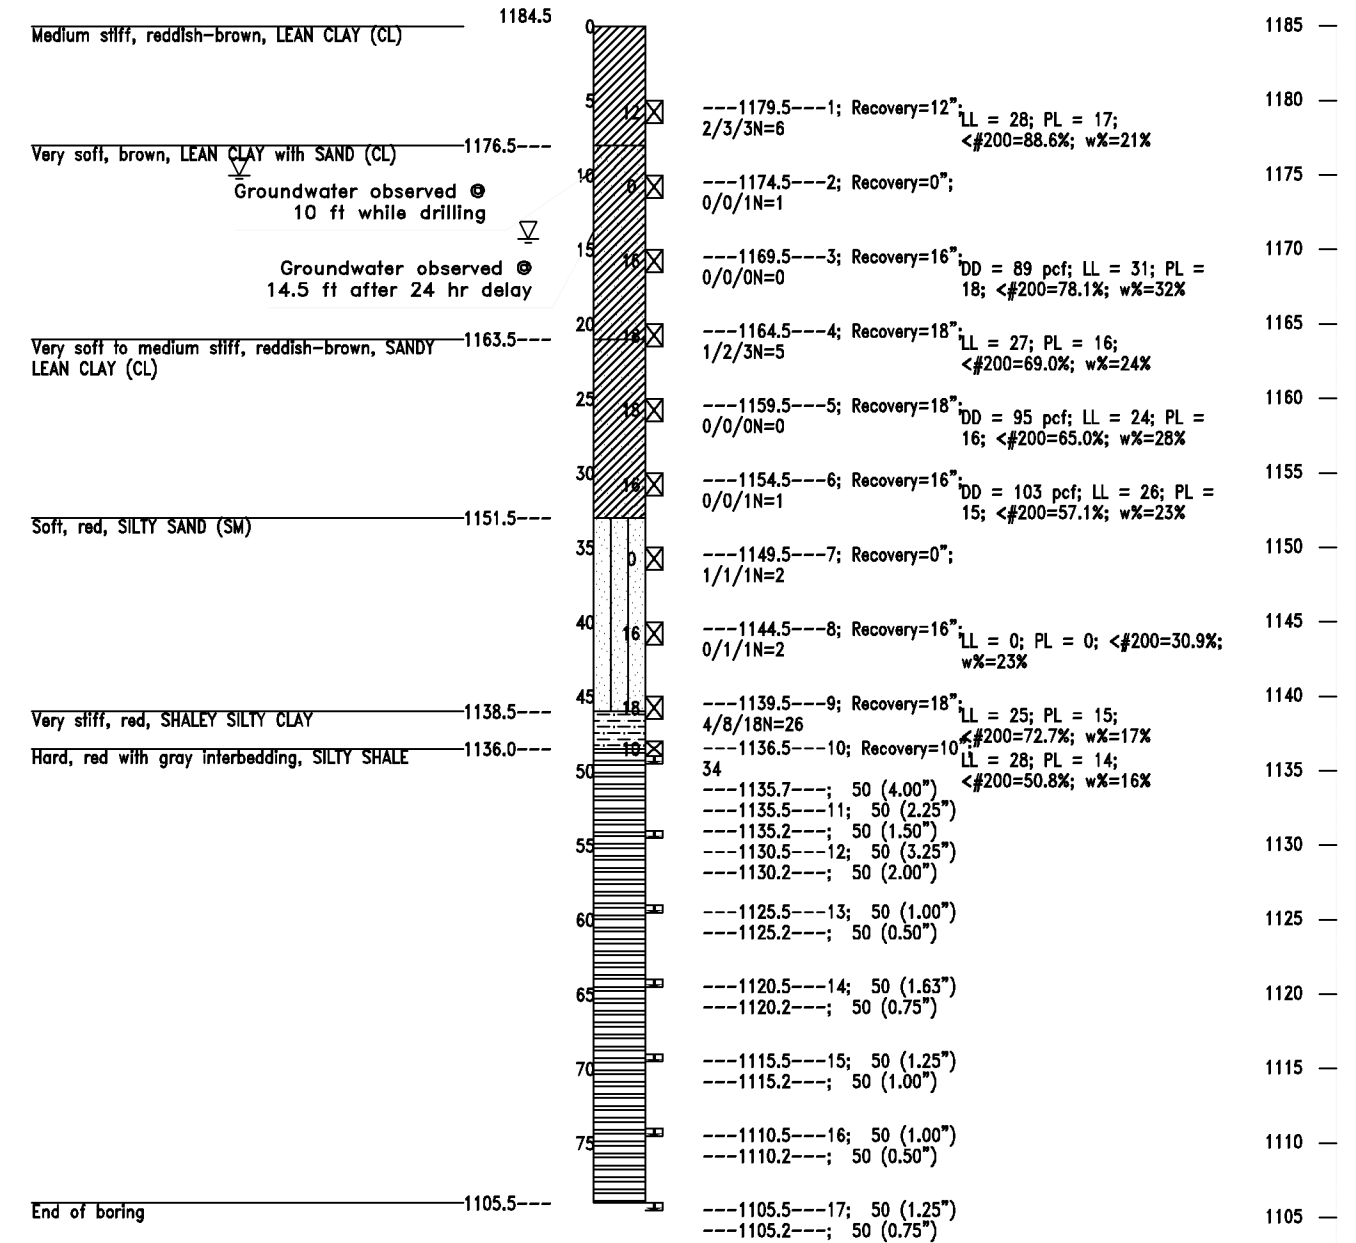 1184.5
Medium stiff, reddish-brown, LEAN CLAY (CL)
1176.5---
Very soft, brown, LEAN CLAY with SAND (CL)
Groundwater observed @
10 ft while drilling
Groundwater observed @
14.5 ft after 24 hr delay
1163.5---
Very soft to medium stiff, reddish-brown, SANDY
LEAN CLAY (CL)
1151.5---
Soft, red, SILTY SAND (SM)
1138.5---
Very stiff, red, SHALEY SILTY CLAY
1136.0---
Hard, red with gray interbedding, SILTY SHALE
1105.5---
End of boring
0
5
10
15
20
25
30
35
40
45
50
55
60
65
70
75
12
0
16
18
18
16
0
16
18
10
---1179.5---1; Recovery=12";
2/3/3N=6
LL = 28; PL = 17;
<#200=88.6%; w%=21%
---1174.5---2; Recovery=0";
0/0/1N=1
---1169.5---3; Recovery=16";
0/0/0N=0
DD = 89 pcf; LL = 31; PL =
18; <#200=78.1%; w%=32%
---1164.5---4; Recovery=18";
1/2/3N=5
LL = 27; PL = 16;
<#200=69.0%; w%=24%
---1159.5---5; Recovery=18";
0/0/0N=0
DD = 95 pcf; LL = 24; PL =
16; <#200=65.0%; w%=28%
---1154.5---6; Recovery=16";
0/0/1N=1
DD = 103 pcf; LL = 26; PL =
15; <#200=57.1%; w%=23%
---1149.5---7; Recovery=0";
1/1/1N=2
---1144.5---8; Recovery=16";
0/1/1N=2
LL = 0; PL = 0; <#200=30.9%;
w%=23%
---1139.5---9; Recovery=18";
4/8/18N=26
LL = 25; PL = 15;
<#200=72.7%; w%=17%
---1136.5---10; Recovery=10";
34
LL = 28; PL = 14;
<#200=50.8%; w%=16%
---1135.7---; 50 (4.00")
---1135.5---11; 50 (2.25")
---1135.2---; 50 (1.50")
---1130.5---12; 50 (3.25")
---1130.2---; 50 (2.00")
---1125.5---13; 50 (1.00")
---1125.2---; 50 (0.50")
---1120.5---14; 50 (1.63")
---1120.2---; 50 (0.75")
---1115.5---15; 50 (1.25")
---1115.2---; 50 (1.00")
---1110.5---16; 50 (1.00")
---1110.2---; 50 (0.50")
---1105.5---17; 50 (1.25")
---1105.2---; 50 (0.75")
1185
1180
1175
1170
1165
1160
1155
1150
1145
1140
1135
1130
1125
1120
1115
1110
1105